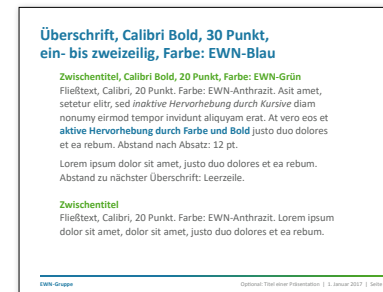 Überschrift, Calibri Bold, 30 Punkt,
ein- bis zweizeilig, Farbe: EWN-Blau
Zwischentitel, Calibri Bold, 20 Punkt, Farbe: EWN-Grün
Fließtext, Calibri, 20 Punkt. Farbe: EWN-Anthrazit. Asit amet,
setetur elitr, sed inaktive Hervorhebung durch Kursive diam
nonumy eirmod tempor invidunt aliquyam erat. At vero eos et
aktive Hervorhebung durch Farbe und Bold justo duo dolores
et ea rebum. Abstand nach Absatz: 12 pt.
Lorem ipsum dolor sit amet, justo duo dolores et ea rebum.
Abstand zu nächster Überschrift: Leerzeile.
Zwischentitel
Fließtext, Calibri, 20 Punkt. Farbe: EWN-Anthrazit. Lorem ipsum
dolor sit amet, dolor sit amet, justo duo dolores et ea rebum.
EWN-Gruppe
Optional: Titel einer Präsentation | 1. Januar 2017 | Seite